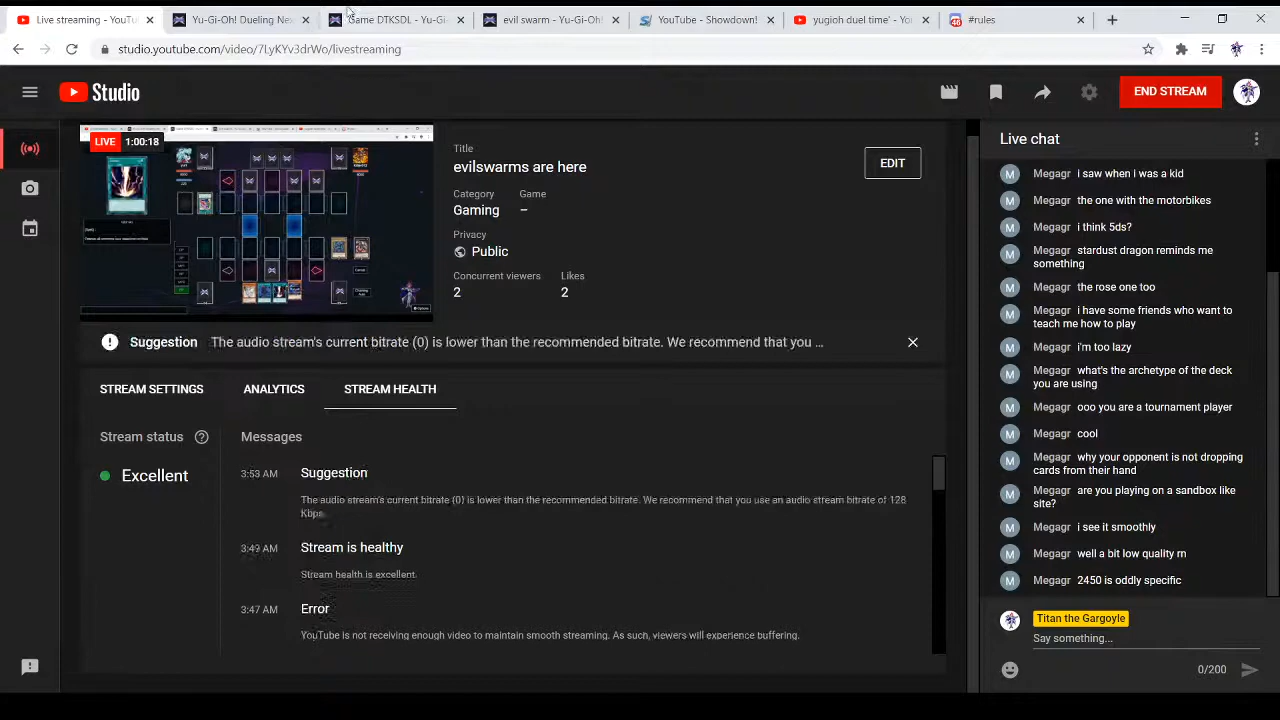 Live streaming - YouTu
Yu-Gi-Oh! Dueling Ne
Game DTKSDL - Yu-Gi-
evil swarm - Yu-Gi-Oh!
YouTube - Showdown!
yugioh duel time' - Yo
46
#rules
studio.youtube.com/video/7LyKYv3drWo/livestreaming
Studio
END STREAM
LIVE 1:00:18
Title
evilswarms are here
EDIT
Category
Game
Gaming
–
Privacy
Public
Concurrent viewers
Likes
2
2
Suggestion The audio stream's current bitrate (0) is lower than the recommended bitrate. We recommend that you ...
STREAM SETTINGS
ANALYTICS
STREAM HEALTH
Stream status
Excellent
Messages
3:53 AM
Suggestion
The audio stream's current bitrate (0) is lower than the recommended bitrate. We recommend that you use an audio stream bitrate of 128
Kbps.
3:49 AM
Stream is healthy
Stream health is excellent.
3:47 AM
Error
YouTube is not receiving enough video to maintain smooth streaming. As such, viewers will experience buffering.
Live chat
M Megagr i saw when i was a kid
M Megagr the one with the motorbikes
M Megagr i think 5ds?
M Megagr stardust dragon reminds me
something
M Megagr the rose one too
M Megagr i have some friends who want to
teach me how to play
M Megagr i'm too lazy
M Megagr what's the archetype of the deck
you are using
M Megagr ooo you are a tournament player
M Megagr cool
M Megagr why your opponent is not dropping
cards from their hand
M Megagr are you playing on a sandbox like
site?
M Megagr i see it smoothly
M Megagr well a bit low quality rn
M Megagr 2450 is oddly specific
Titan the Gargoyle
Say something...
0/200